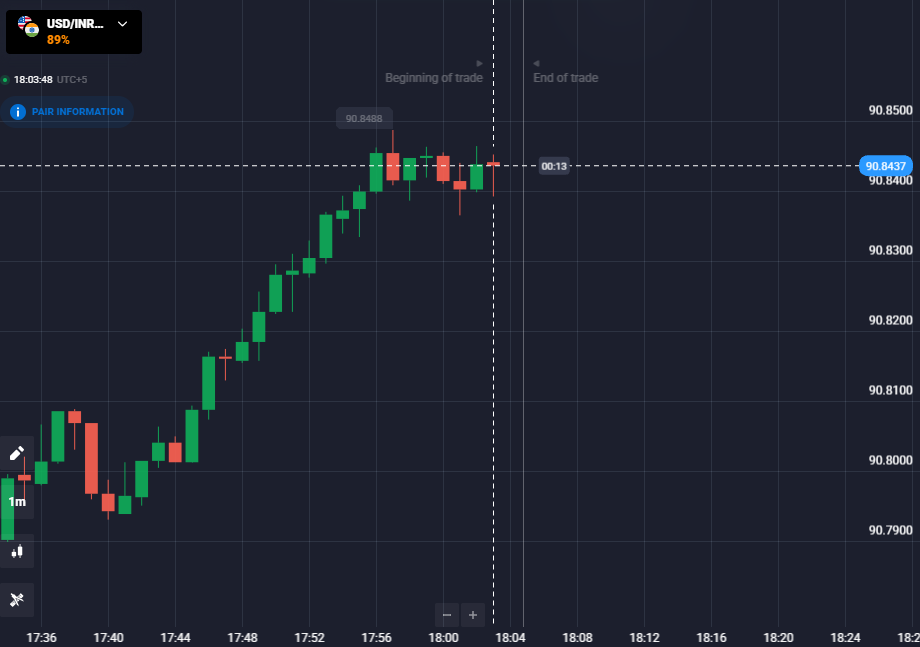 USD/INR...
89%
18:03:48 UTC+5
Beginning of trade
End of trade
PAIR INFORMATION
90.8488
90.8500
00:13
90.8437
90.8400
90.8300
90.8200
90.8100
90.8000
90.7900
1m
17:36 17:40 17:44 17:48 17:52 17:56 18:00 18:04 18:08 18:12 18:16 18:20 18:24 18:2